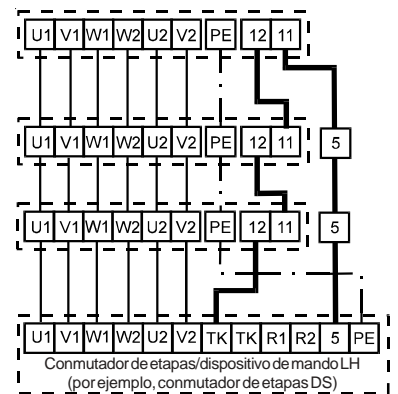 U1 V1 W1 W2 U2 V2 PE 12 11
U1 V1 W1 W2 U2 V2 PE 12 11 5
U1 V1 W1 W2 U2 V2 PE 12 11 5
U1 V1 W1 W2 U2 V2 TK TK R1 R2 5 PE
Conmutador de etapas/dispositivo de mando LH
(por ejemplo, conmutador de etapas DS)